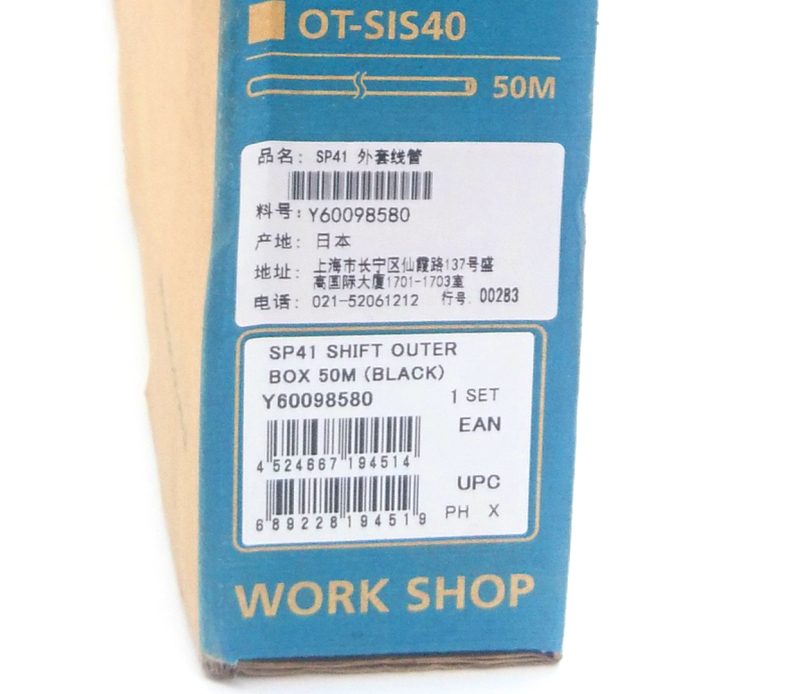 OT-SIS40
50M
品名: SP41 外套线管
料号: Y60098580
产地: 日本
地址: 上海市长宁区仙霞路137号盛
高国际大厦1701-1703室
电话: 021-52061212 行号. 00283
SP41 SHIFT OUTER
BOX 50M (BLACK)
Y60098580 1 SET
EAN
4 524667 194514
UPC
6 89228 19451 9
PH X
WORK SHOP